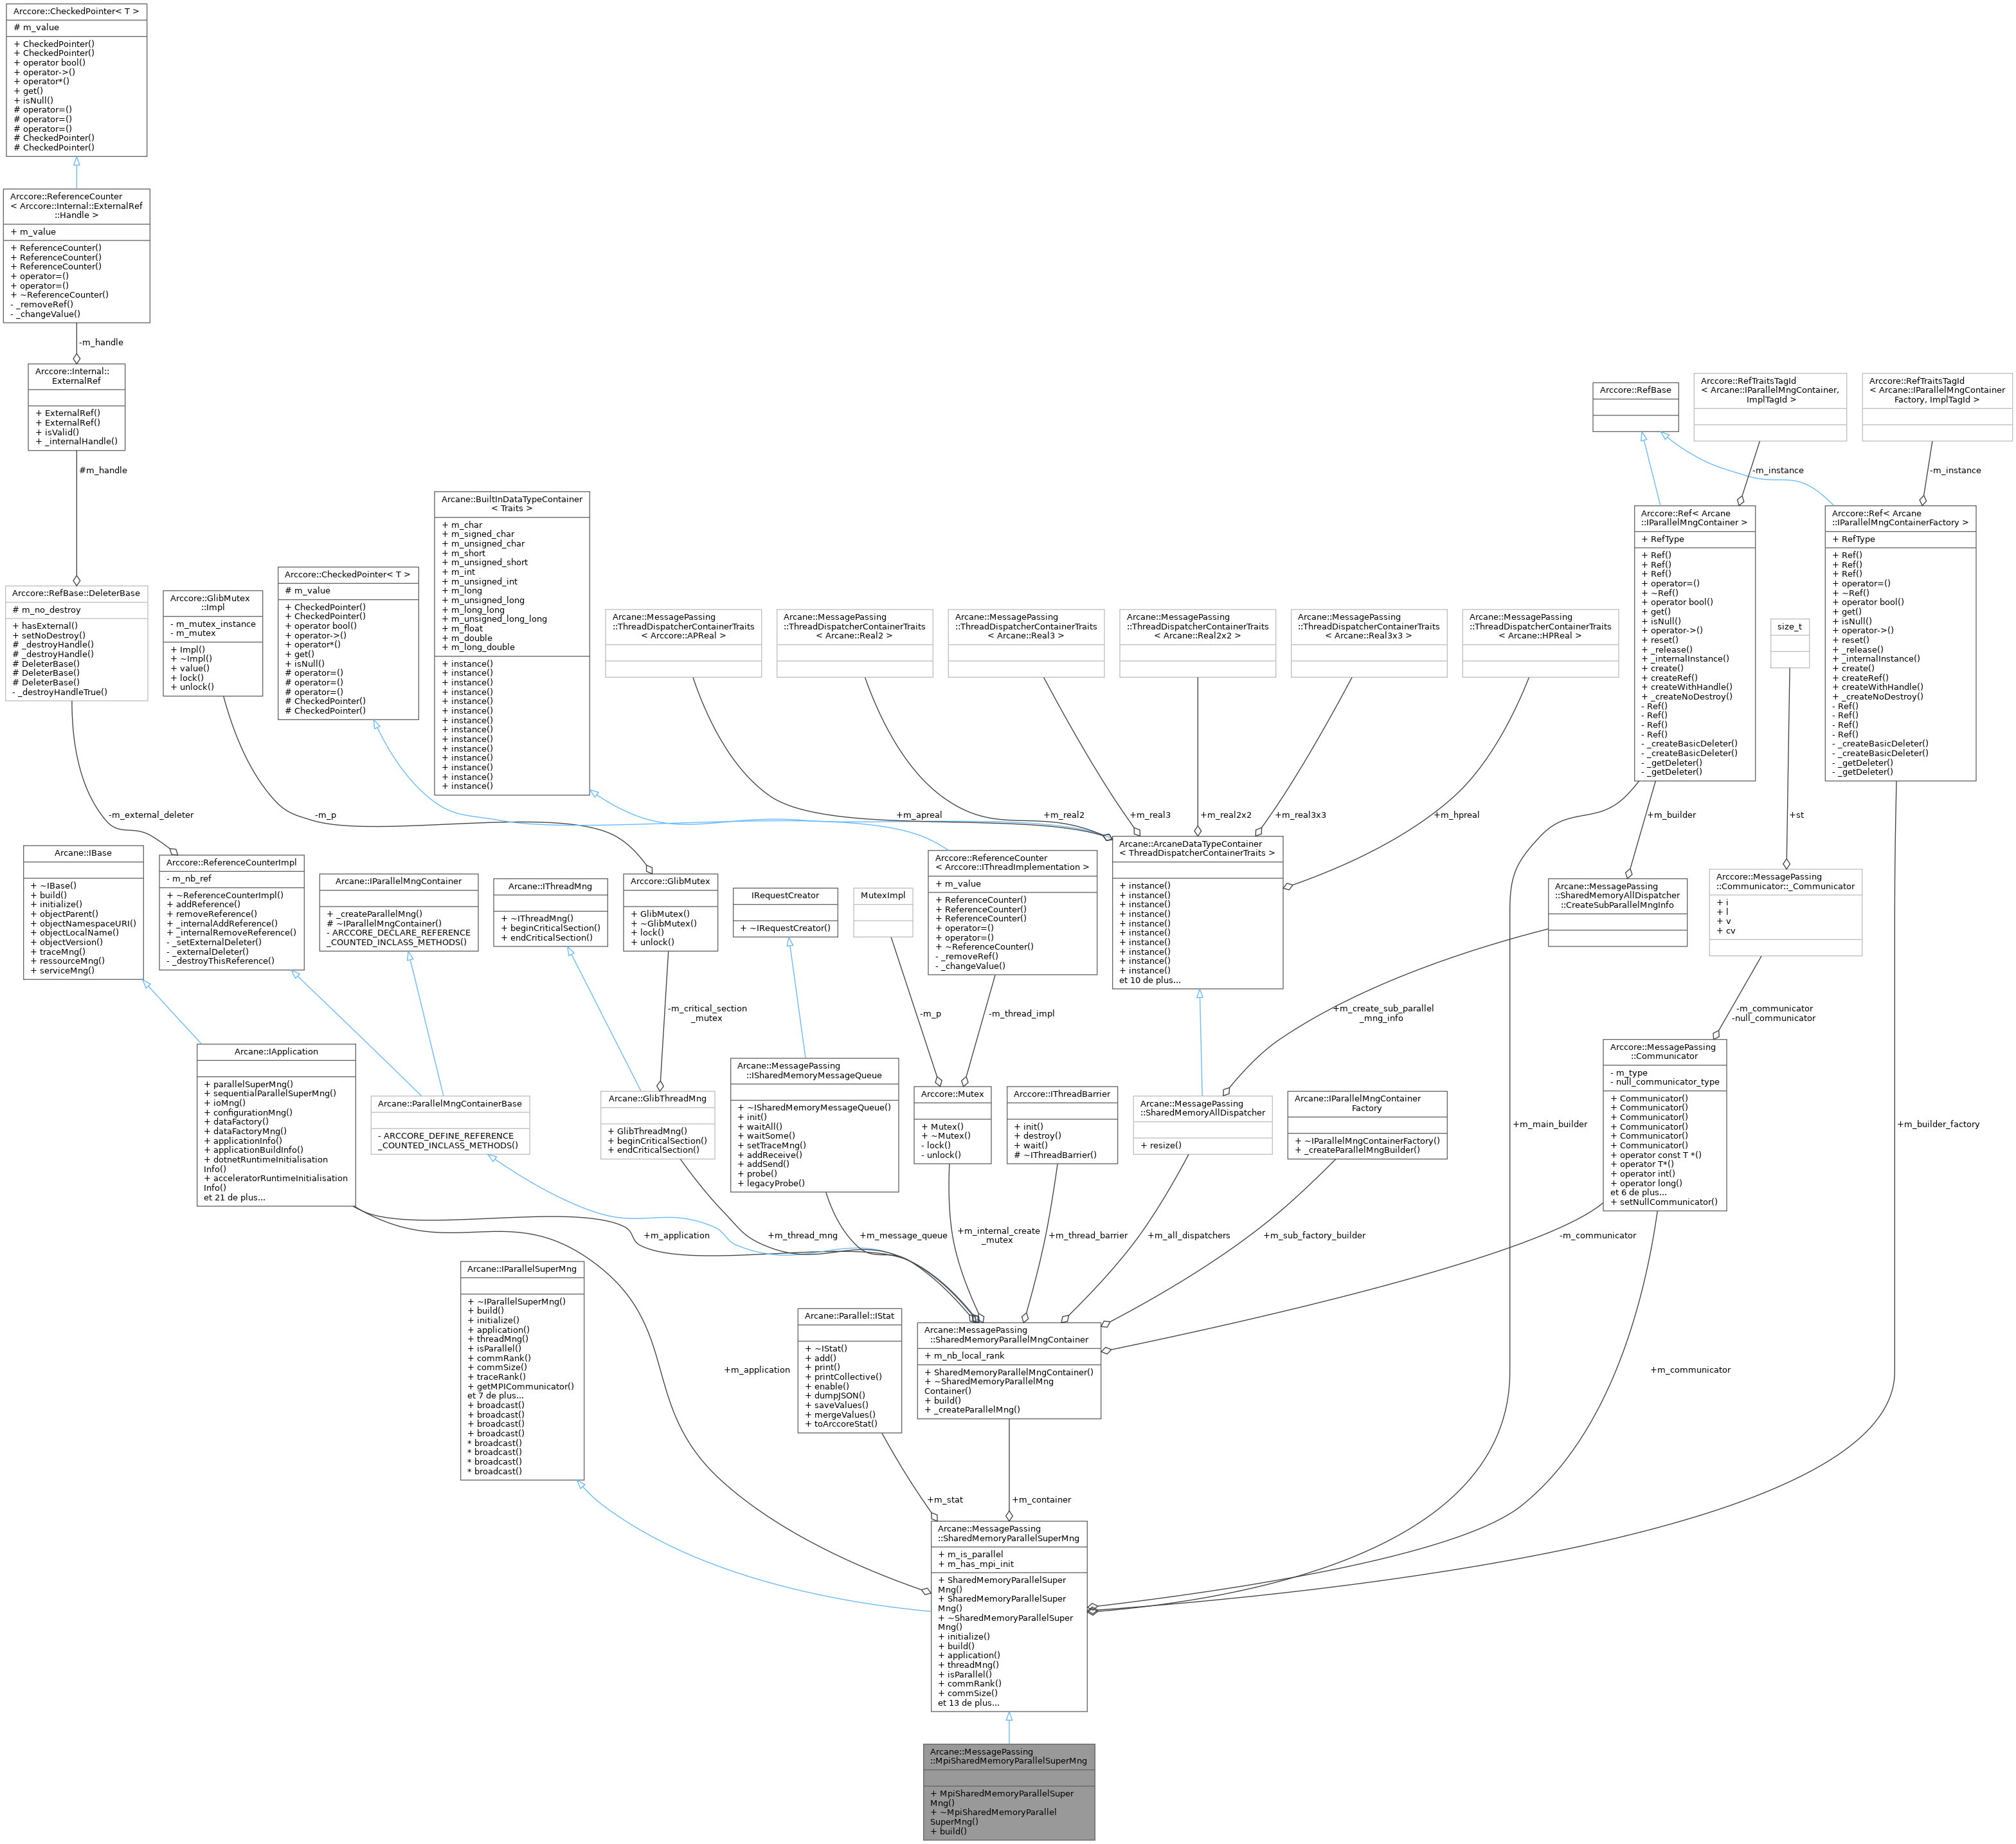 Arccore::CheckedPointer< T >
# m_value
+ CheckedPointer()
+ CheckedPointer()
+ operator bool()
+ operator->()
+ operator*()
+ get()
+ isNull()
# operator=()
# operator=()
# operator=()
# CheckedPointer()
# CheckedPointer()
Arccore::ReferenceCounter
< Arccore::Internal::ExternalRef
::Handle >
+ m_value
+ ReferenceCounter()
+ ReferenceCounter()
+ ReferenceCounter()
+ operator=()
+ operator=()
+ ~ReferenceCounter()
- _removeRef()
- _changeValue()
-m_handle
Arccore::Internal::
ExternalRef
+ ExternalRef()
+ ExternalRef()
+ isValid()
+ _internalHandle()
#m_handle
Arccore::RefBase
Arccore::RefTraitsTagId
< Arcane::IParallelMngContainer,
ImplTagId >
Arccore::RefTraitsTagId
< Arcane::IParallelMngContainer
Factory, ImplTagId >
-m_instance
-m_instance
Arccore::RefBase::DeleterBase
# m_no_destroy
+ hasExternal()
+ setNoDestroy()
# _destroyHandle()
# _destroyHandle()
# DeleterBase()
# DeleterBase()
# DeleterBase()
- _destroyHandleTrue()
Arccore::GlibMutex
::Impl
- m_mutex_instance
- m_mutex
+ Impl()
+ ~Impl()
+ value()
+ lock()
+ unlock()
Arccore::CheckedPointer< T >
# m_value
+ CheckedPointer()
+ CheckedPointer()
+ operator bool()
+ operator->()
+ operator*()
+ get()
+ isNull()
# operator=()
# operator=()
# operator=()
# CheckedPointer()
# CheckedPointer()
Arcane::BuiltInDataTypeContainer
< Traits >
+ m_char
+ m_signed_char
+ m_unsigned_char
+ m_short
+ m_unsigned_short
+ m_int
+ m_unsigned_int
+ m_long
+ m_unsigned_long
+ m_long_long
+ m_unsigned_long_long
+ m_float
+ m_double
+ m_long_double
+ instance()
+ instance()
+ instance()
+ instance()
+ instance()
+ instance()
+ instance()
+ instance()
+ instance()
+ instance()
+ instance()
+ instance()
+ instance()
+ instance()
Arcane::MessagePassing
::ThreadDispatcherContainerTraits
< Arccore::APReal >
Arcane::MessagePassing
::ThreadDispatcherContainerTraits
< Arcane::Real2 >
Arcane::MessagePassing
::ThreadDispatcherContainerTraits
< Arcane::Real3 >
Arcane::MessagePassing
::ThreadDispatcherContainerTraits
< Arcane::Real2x2 >
Arcane::MessagePassing
::ThreadDispatcherContainerTraits
< Arcane::Real3x3 >
Arcane::MessagePassing
::ThreadDispatcherContainerTraits
< Arcane::HPReal >
Arccore::Ref< Arcane
::IParallelMngContainer >
+ RefType
+ Ref()
+ Ref()
+ Ref()
+ operator=()
+ ~Ref()
+ operator bool()
+ get()
+ isNull()
+ operator->()
+ reset()
+ _release()
+ _internalInstance()
+ create()
+ createRef()
+ createWithHandle()
+ _createNoDestroy()
- Ref()
- Ref()
- Ref()
- Ref()
- _createBasicDeleter()
- _createBasicDeleter()
- _getDeleter()
- _getDeleter()
Arccore::Ref< Arcane
::IParallelMngContainerFactory >
+ RefType
+ Ref()
+ Ref()
+ Ref()
+ operator=()
+ ~Ref()
+ operator bool()
+ get()
+ isNull()
+ operator->()
+ reset()
+ _release()
+ _internalInstance()
+ create()
+ createRef()
+ createWithHandle()
+ _createNoDestroy()
- Ref()
- Ref()
- Ref()
- Ref()
- _createBasicDeleter()
- _createBasicDeleter()
- _getDeleter()
- _getDeleter()
size_t
-m_external_deleter
-m_p
+m_apreal
+m_real2
+m_real3
+m_real2x2
+m_real3x3
+m_hpreal
+m_builder
+st
Arcane::IBase
+ ~IBase()
+ build()
+ initialize()
+ objectParent()
+ objectNamespaceURI()
+ objectLocalName()
+ objectVersion()
+ traceMng()
+ ressourceMng()
+ serviceMng()
Arccore::ReferenceCounterImpl
- m_nb_ref
+ ~ReferenceCounterImpl()
+ addReference()
+ removeReference()
+ _internalAddReference()
+ _internalRemoveReference()
- _setExternalDeleter()
- _externalDeleter()
- _destroyThisReference()
Arcane::IParallelMngContainer
+ _createParallelMng()
# ~IParallelMngContainer()
- ARCCORE_DECLARE_REFERENCE
_COUNTED_INCLASS_METHODS()
Arcane::IThreadMng
+ ~IThreadMng()
+ beginCriticalSection()
+ endCriticalSection()
Arccore::GlibMutex
+ GlibMutex()
+ ~GlibMutex()
+ lock()
+ unlock()
IRequestCreator
+ ~IRequestCreator()
MutexImpl
Arccore::ReferenceCounter
< Arccore::IThreadImplementation >
+ m_value
+ ReferenceCounter()
+ ReferenceCounter()
+ ReferenceCounter()
+ operator=()
+ operator=()
+ ~ReferenceCounter()
- _removeRef()
- _changeValue()
Arcane::ArcaneDataTypeContainer
< ThreadDispatcherContainerTraits >
+ instance()
+ instance()
+ instance()
+ instance()
+ instance()
+ instance()
+ instance()
+ instance()
+ instance()
+ instance()
et 10 de plus...
Arcane::MessagePassing
::SharedMemoryAllDispatcher
::CreateSubParallelMngInfo
Arccore::MessagePassing
::Communicator::_Communicator
+ i
+ l
+ v
+ cv
-m_critical_section
_mutex
-m_p
-m_thread_impl
+m_create_sub_parallel
_mng_info
-m_communicator
-null_communicator
Arcane::IApplication
+ parallelSuperMng()
+ sequentialParallelSuperMng()
+ ioMng()
+ configurationMng()
+ dataFactory()
+ dataFactoryMng()
+ applicationInfo()
+ applicationBuildInfo()
+ dotnetRuntimeInitialisation
Info()
+ acceleratorRuntimeInitialisation
Info()
et 21 de plus...
Arcane::ParallelMngContainerBase
- ARCCORE_DEFINE_REFERENCE
_COUNTED_INCLASS_METHODS()
Arcane::GlibThreadMng
+ GlibThreadMng()
+ beginCriticalSection()
+ endCriticalSection()
Arcane::MessagePassing
::ISharedMemoryMessageQueue
+ ~ISharedMemoryMessageQueue()
+ init()
+ waitAll()
+ waitSome()
+ setTraceMng()
+ addReceive()
+ addSend()
+ probe()
+ legacyProbe()
Arccore::Mutex
+ Mutex()
+ ~Mutex()
- lock()
- unlock()
Arccore::IThreadBarrier
+ init()
+ destroy()
+ wait()
# ~IThreadBarrier()
Arcane::MessagePassing
::SharedMemoryAllDispatcher
+ resize()
Arcane::IParallelMngContainer
Factory
+ ~IParallelMngContainerFactory()
+ _createParallelMngBuilder()
Arccore::MessagePassing
::Communicator
- m_type
- null_communicator_type
+ Communicator()
+ Communicator()
+ Communicator()
+ Communicator()
+ Communicator()
+ Communicator()
+ operator const T *()
+ operator T*()
+ operator int()
+ operator long()
et 6 de plus...
+ setNullCommunicator()
+m_main_builder
+m_builder_factory
+m_application
+m_thread_mng
+m_message_queue
+m_internal_create
_mutex
+m_thread_barrier
+m_all_dispatchers
+m_sub_factory_builder
-m_communicator
Arcane::IParallelSuperMng
+ ~IParallelSuperMng()
+ build()
+ initialize()
+ application()
+ threadMng()
+ isParallel()
+ commRank()
+ commSize()
+ traceRank()
+ getMPICommunicator()
et 7 de plus...
+ broadcast()
+ broadcast()
+ broadcast()
+ broadcast()
* broadcast()
* broadcast()
* broadcast()
* broadcast()
+m_application
Arcane::Parallel::IStat
+ ~IStat()
+ add()
+ print()
+ printCollective()
+ enable()
+ dumpJSON()
+ saveValues()
+ mergeValues()
+ toArccoreStat()
Arcane::MessagePassing
::SharedMemoryParallelMngContainer
+ m_nb_local_rank
+ SharedMemoryParallelMngContainer()
+ ~SharedMemoryParallelMng
Container()
+ build()
+ _createParallelMng()
+m_communicator
+m_stat
+m_container
Arcane::MessagePassing
::SharedMemoryParallelSuperMng
+ m_is_parallel
+ m_has_mpi_init
+ SharedMemoryParallelSuper
Mng()
+ SharedMemoryParallelSuper
Mng()
+ ~SharedMemoryParallelSuper
Mng()
+ initialize()
+ build()
+ application()
+ threadMng()
+ isParallel()
+ commRank()
+ commSize()
et 13 de plus...
Arcane::MessagePassing
::MpiSharedMemoryParallelSuperMng
+ MpiSharedMemoryParallelSuper
Mng()
+ ~MpiSharedMemoryParallel
SuperMng()
+ build()